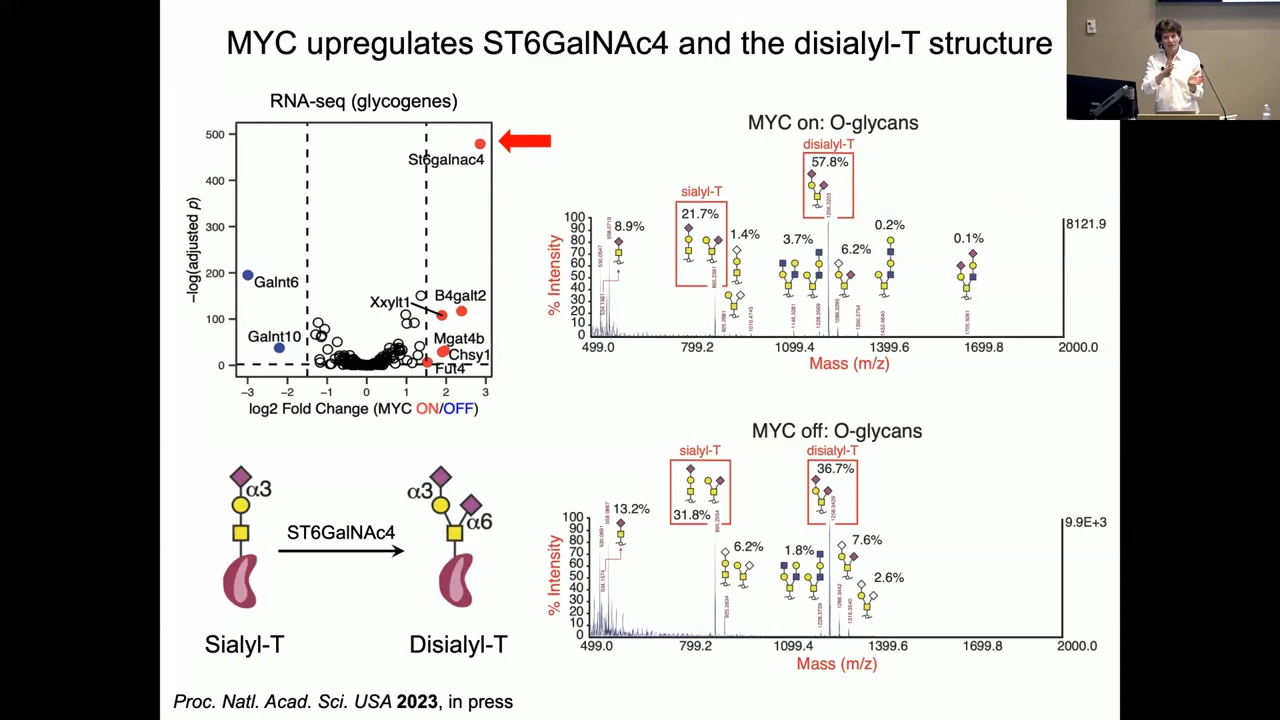 MYC upregulates ST6GalNAc4 and the disialyl-T structure
RNA-seq (glycogenes)
−log(adjusted p)
500
400
300
200
100
0
St6galnac4
Galnt6
Xxylt1
B4galt2
Galnt10
Mgat4b
Chsy1
Fut4
−3 −2 −1 0 1 2 3
log2 Fold Change (MYC ON/OFF)
MYC on: O-glycans
disialyl-T
57.8%
sialyl-T
21.7%
8.9%
1.4%
3.7%
6.2%
0.2%
0.1%
8121.9
% Intensity
100
90
80
70
60
50
40
30
20
10
0
499.0 799.2 1099.4 1399.6 1699.8 2000.0
Mass (m/z)
MYC off: O-glycans
sialyl-T
disialyl-T
36.7%
31.8%
13.2%
6.2%
1.8%
7.6%
2.6%
9.9E+3
% Intensity
100
90
80
70
60
50
40
30
20
10
0
499.0 799.2 1099.4 1399.6 1699.8 2000.0
Mass (m/z)
α3
ST6GalNAc4
α3
α6
Sialyl-T
Disialyl-T
Proc. Natl. Acad. Sci. USA 2023, in press